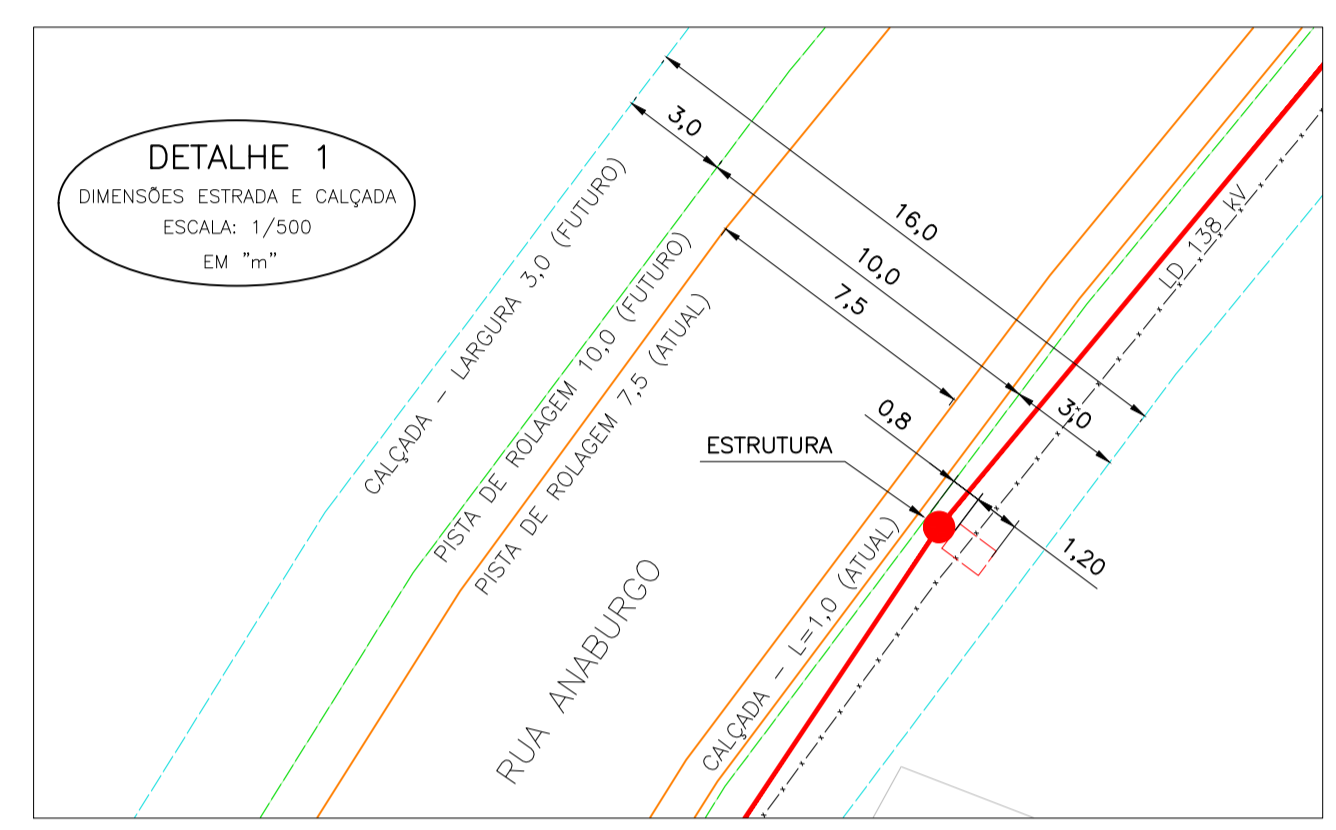 DETALHE 1
DIMENSÕES ESTRADA E CALÇADA
ESCALA: 1/500
EM "m"
3,0
16,0
10,0
7,5
LD 138 kV
CALÇADA – LARGURA 3,0 (FUTURO)
PISTA DE ROLAGEM 10,0 (FUTURO)
PISTA DE ROLAGEM 7,5 (ATUAL)
0,8
3,0
ESTRUTURA
1,20
CALÇADA – L=1,0 (ATUAL)
RUA ANABURGO